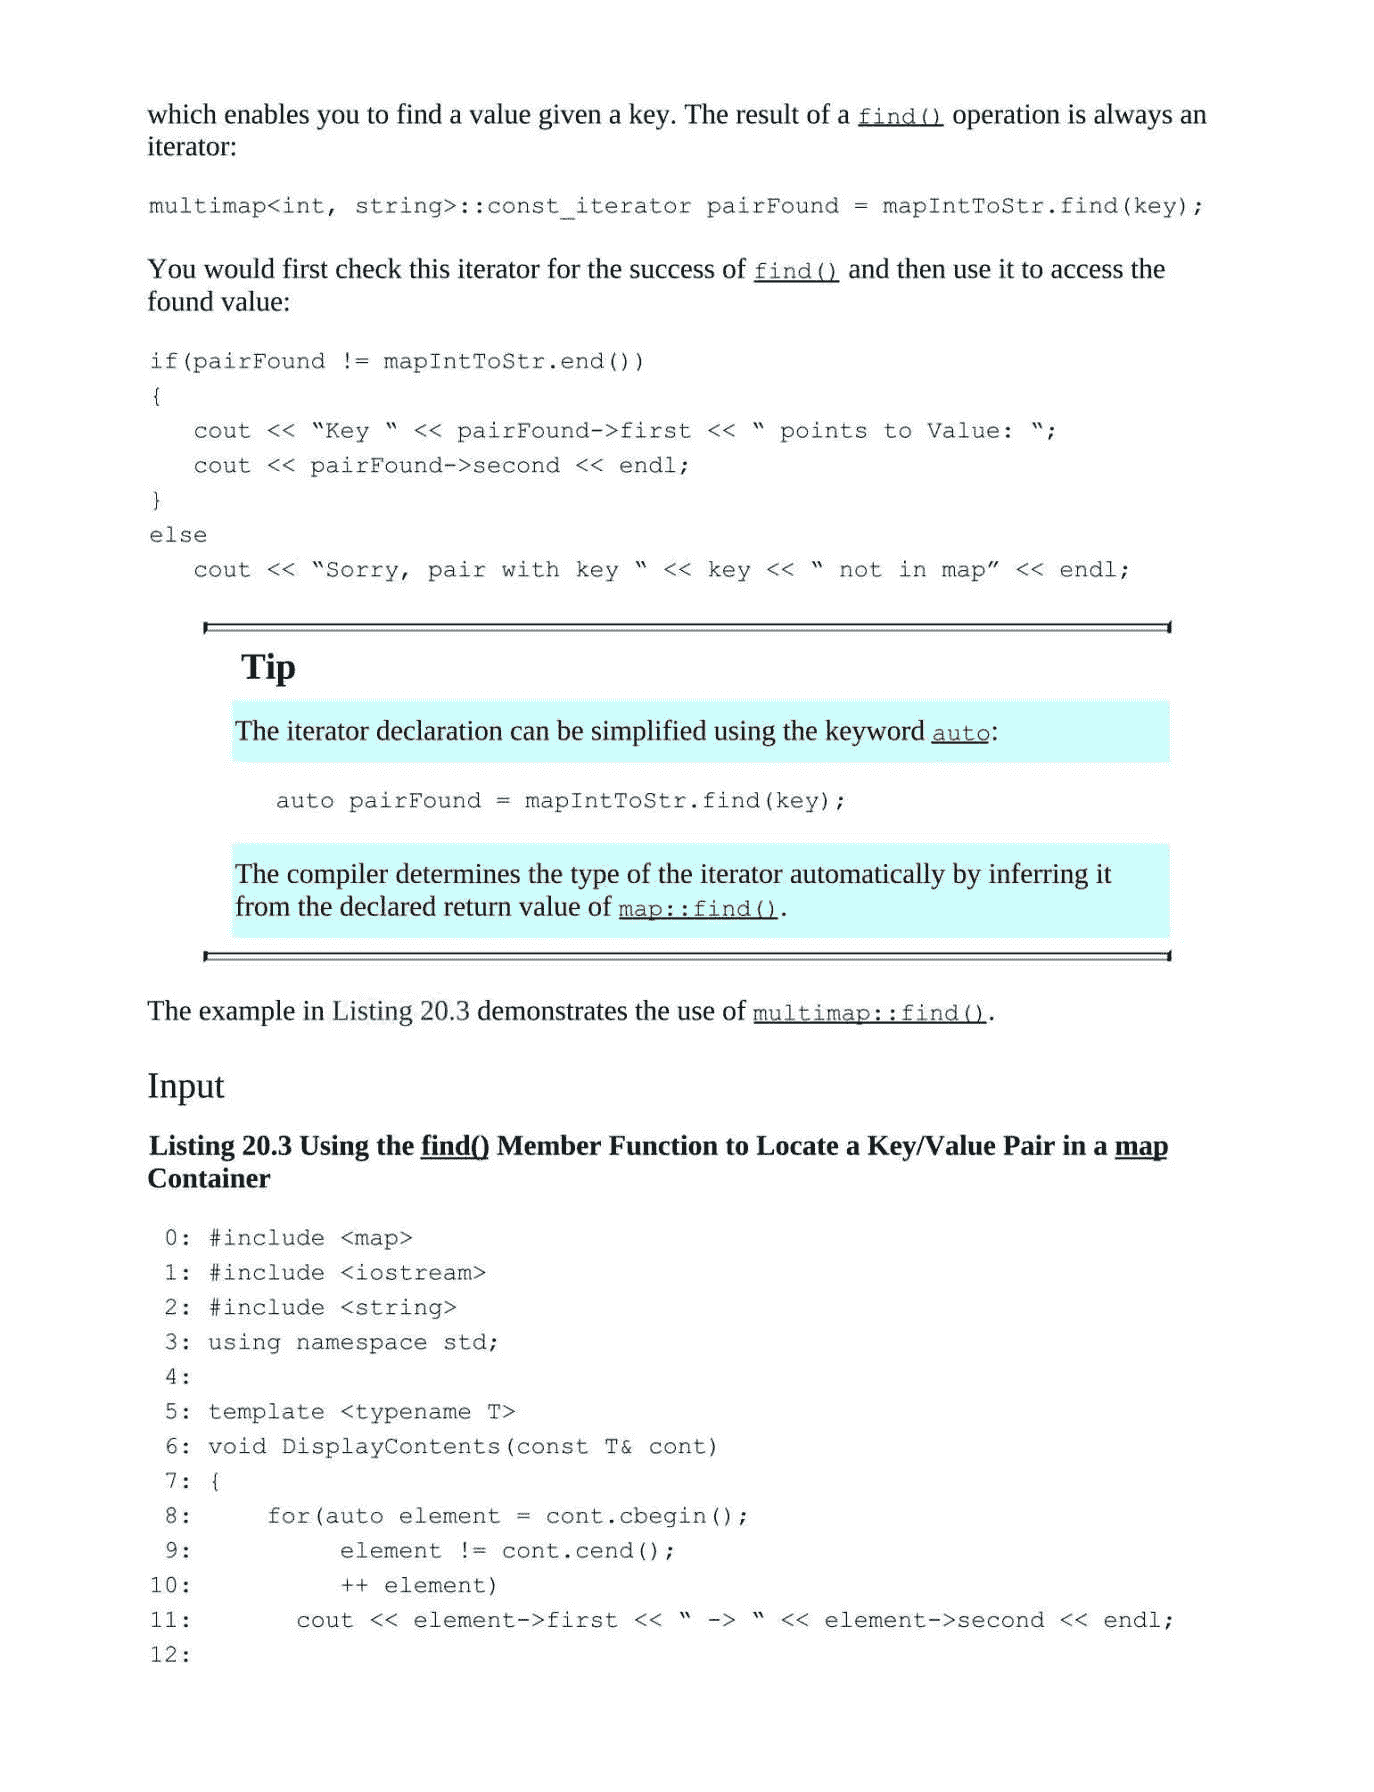 which enables you to find a value given a key. The result of a find() operation is always an
iterator:
multimap<int, string>::const_iterator pairFound = mapIntToStr.find(key);
You would first check this iterator for the success of find() and then use it to access the
found value:
if(pairFound != mapIntToStr.end())
{
   cout << “Key “ << pairFound->first << “ points to Value: “;
   cout << pairFound->second << endl;
}
else
   cout << “Sorry, pair with key “ << key << “ not in map” << endl;
Tip
The iterator declaration can be simplified using the keyword auto:
auto pairFound = mapIntToStr.find(key);
The compiler determines the type of the iterator automatically by inferring it
from the declared return value of map::find().
The example in Listing 20.3 demonstrates the use of multimap::find().
Input
Listing 20.3 Using the find() Member Function to Locate a Key/Value Pair in a map
Container
 0: #include <map>
 1: #include <iostream>
 2: #include <string>
 3: using namespace std;
 4:
 5: template <typename T>
 6: void DisplayContents(const T& cont)
 7: {
 8:     for(auto element = cont.cbegin();
 9:          element != cont.cend();
10:          ++ element)
11:       cout << element->first << “ -> “ << element->second << endl;
12: